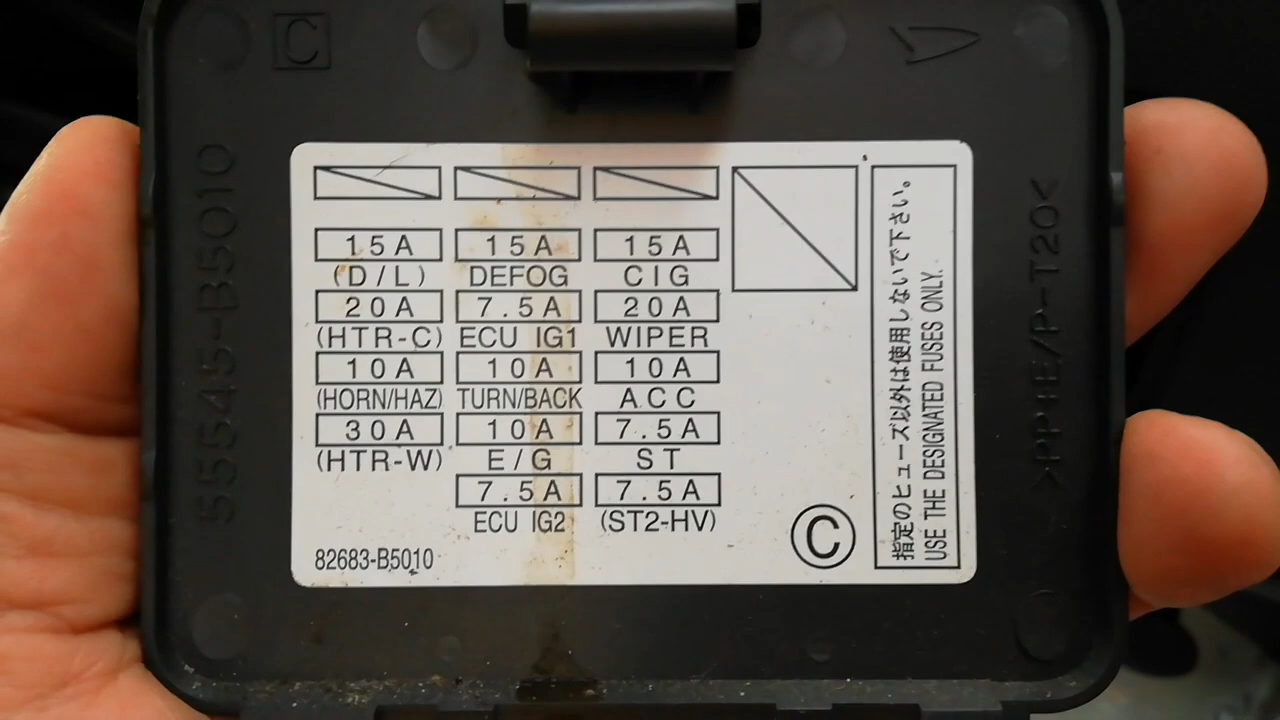 C
55545-B5010
15A 15A 15A
(D/L) DEFOG CIG
20A 7.5A 20A
(HTR-C) ECU IG1 WIPER
10A 10A 10A
(HORN/HAZ) TURN/BACK ACC
30A 10A 7.5A
(HTR-W) E/G ST
7.5A 7.5A
ECU IG2 (ST2-HV)
82683-B5010
C
指定のヒューズ以外は使用しないで下さい。
USE THE DESIGNATED FUSES ONLY.
>PP+E/P-T20<